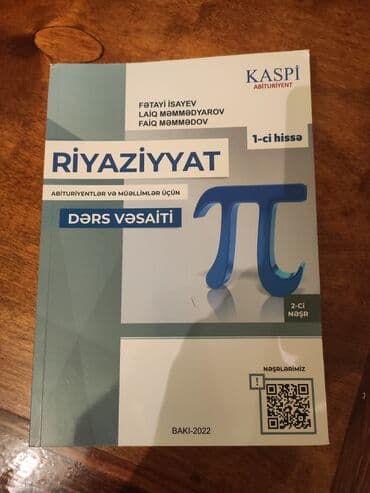 KASPİ
ABİTURİYENT
FƏTAYİ İSAYEV
LAİQ MƏMMƏDYAROV
FAİQ MƏMMƏDOV
1-ci hissə
RİYAZİYYAT
ABİTURİYENTLƏR VƏ MÜƏLLİMLƏR ÜÇÜN
DƏRS VƏSAİTİ
π
2-Cİ
NƏŞR
NƏŞRLƏRİMİZ
!
BAKI-2022